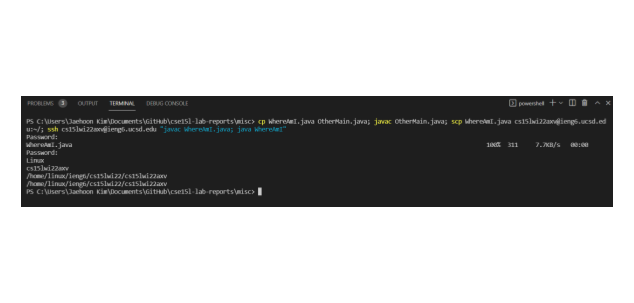 PROBLEMS 3 OUTPUT TERMINAL DEBUG CONSOLE powershell
PS C:\Users\Jaehoon Kim\Documents\GitHub\cse15l-lab-reports\misc> cp WhereAmI.java OtherMain.java; javac OtherMain.java; scp WhereAmI.java cs15lwi22axv@ieng6.ucsd.ed
u:~/; ssh cs15lwi22axv@ieng6.ucsd.edu "javac WhereAmI.java; java WhereAmI"
Password:
WhereAmI.java 100% 311 7.7KB/s 00:00
Password:
Linux
cs15lwi22axv
/home/linux/ieng6/cs15lwi22/cs15lwi22axv
/home/linux/ieng6/cs15lwi22/cs15lwi22axv
PS C:\Users\Jaehoon Kim\Documents\GitHub\cse15l-lab-reports\misc>